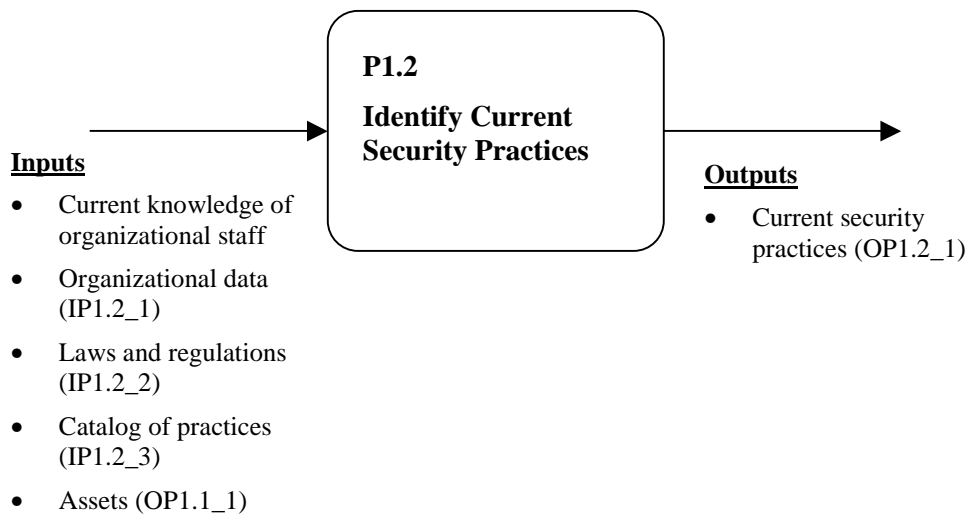 P1.2
Identify Current
Security Practices
Inputs
• Current knowledge of
organizational staff
• Organizational data
(IP1.2_1)
• Laws and regulations
(IP1.2_2)
• Catalog of practices
(IP1.2_3)
• Assets (OP1.1_1)
Outputs
• Current security
practices (OP1.2_1)